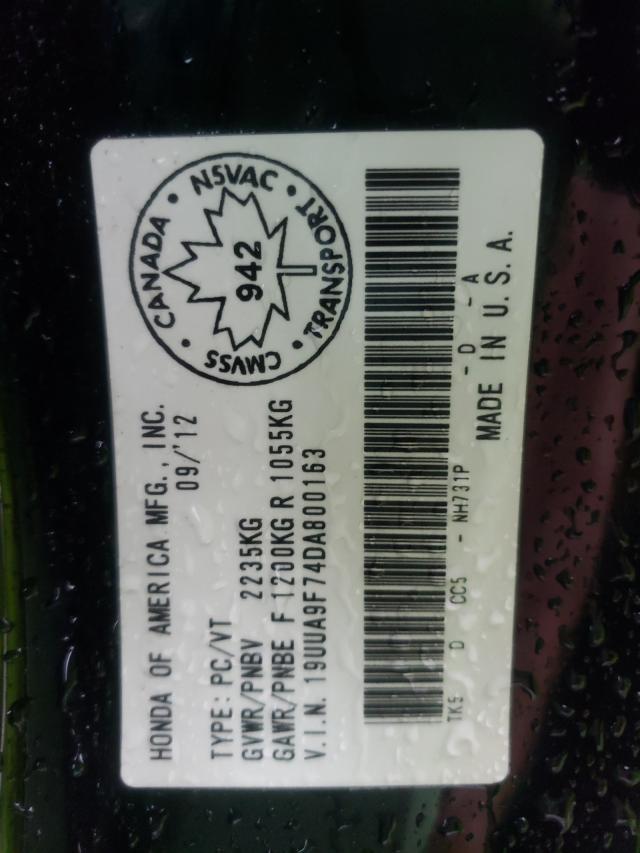 HONDA OF AMERICA MFG., INC.
09/'12
TYPE: PC/VT
GVWR/PNBV 2235KG
GAWR/PNBE F 1200KG R 1055KG
V.I.N. 19UUA9F74DA800163
CANADA • NSVAC • TRANSPORT • CMVSS •
942
TK5 D CC5 - NH731P - D - A
MADE IN U.S.A.